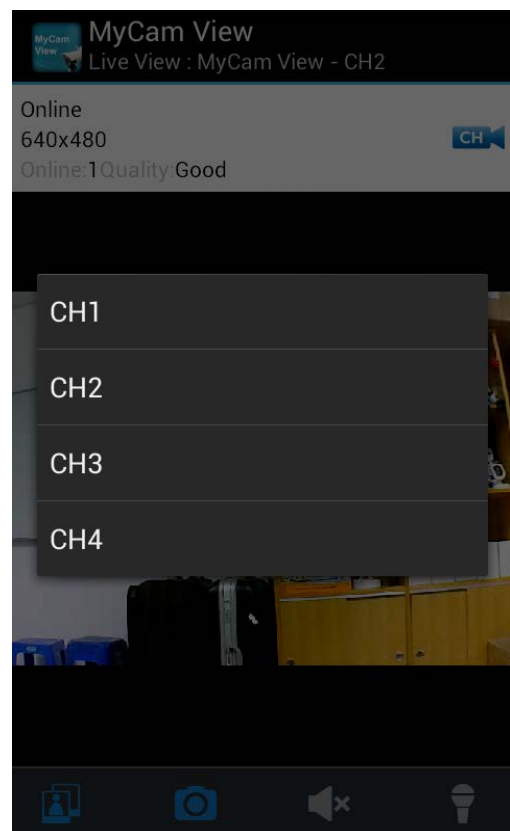 MyCam
View
MyCam View
Live View : MyCam View - CH2
Online
640x480
Online:1Quality:Good
CH
CH1
CH2
CH3
CH4